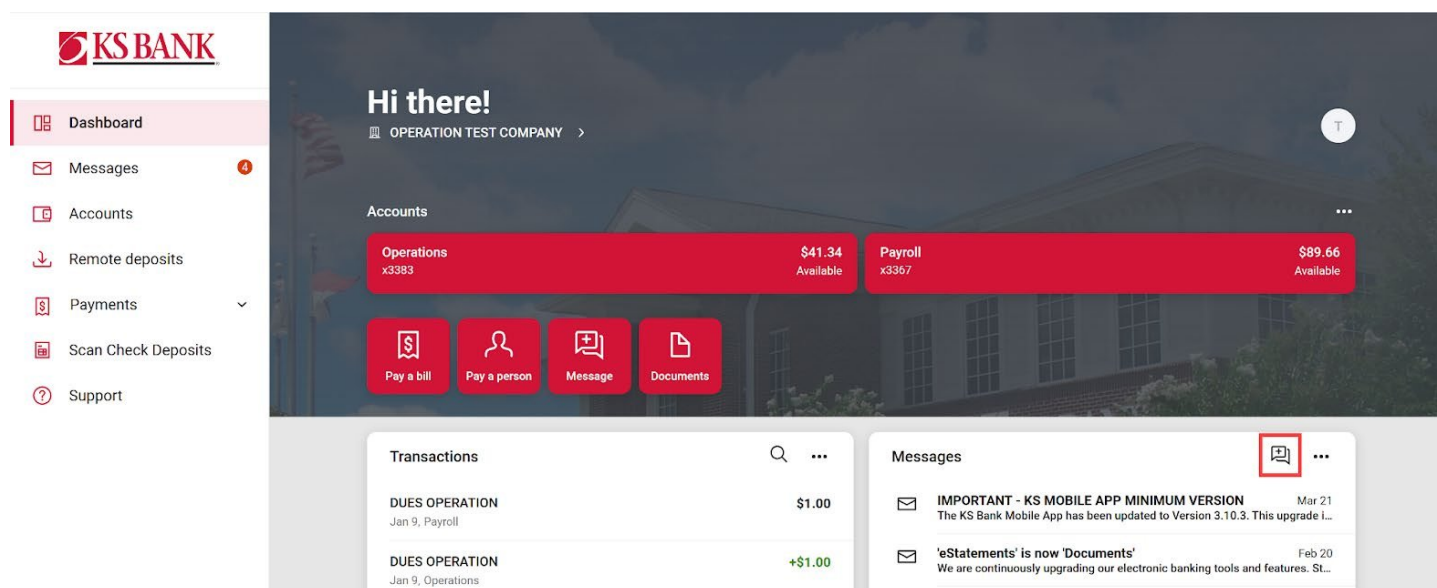 KS BANK
Dashboard
Messages 4
Accounts
Remote deposits
Payments
Scan Check Deposits
Support
Hi there!
OPERATION TEST COMPANY >
T
Accounts
Operations $41.34
x3383 Available
Payroll $89.66
x3367 Available
Pay a bill
Pay a person
Message
Documents
Transactions
DUES OPERATION $1.00
Jan 9, Payroll
DUES OPERATION +$1.00
Jan 9, Operations
Messages
IMPORTANT - KS MOBILE APP MINIMUM VERSION Mar 21
The KS Bank Mobile App has been updated to Version 3.10.3. This upgrade i...
'eStatements' is now 'Documents' Feb 20
We are continuously upgrading our electronic banking tools and features. St...